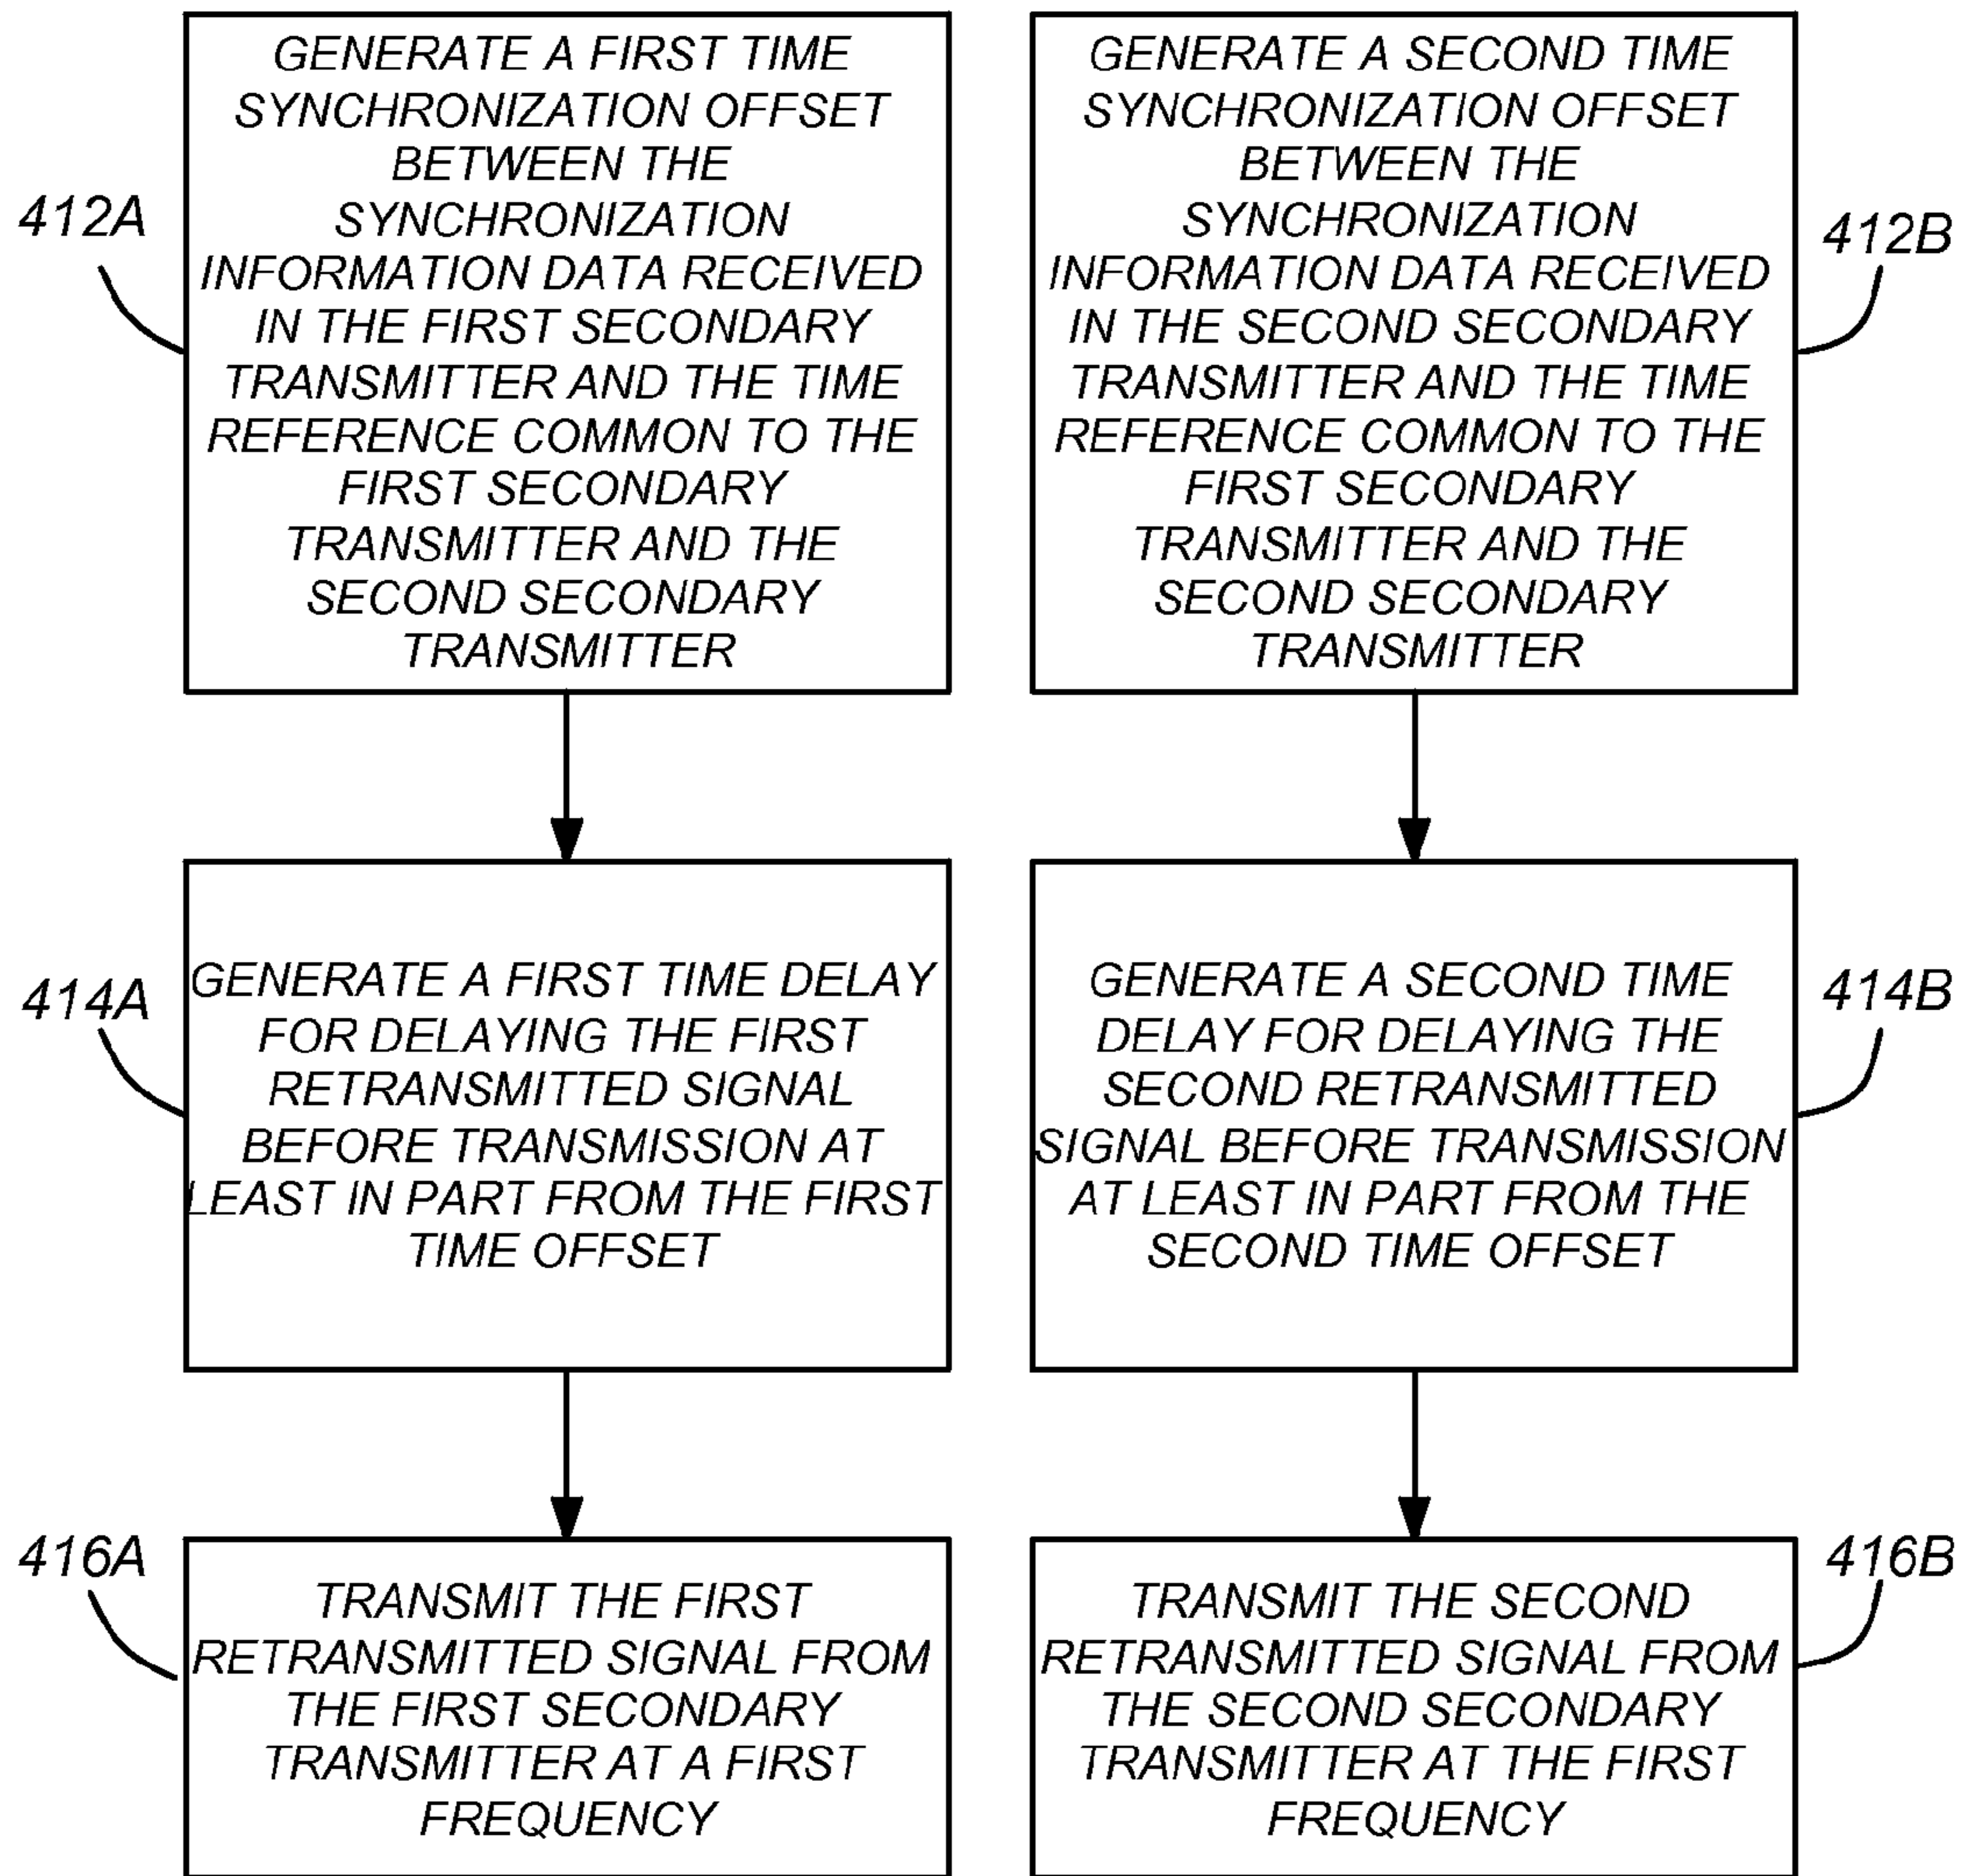 412A
GENERATE A FIRST TIME
SYNCHRONIZATION OFFSET
BETWEEN THE
SYNCHRONIZATION
INFORMATION DATA RECEIVED
IN THE FIRST SECONDARY
TRANSMITTER AND THE TIME
REFERENCE COMMON TO THE
FIRST SECONDARY
TRANSMITTER AND THE
SECOND SECONDARY
TRANSMITTER
GENERATE A SECOND TIME
SYNCHRONIZATION OFFSET
BETWEEN THE
SYNCHRONIZATION
INFORMATION DATA RECEIVED
IN THE SECOND SECONDARY
TRANSMITTER AND THE TIME
REFERENCE COMMON TO THE
FIRST SECONDARY
TRANSMITTER AND THE
SECOND SECONDARY
TRANSMITTER
412B
414A
GENERATE A FIRST TIME DELAY
FOR DELAYING THE FIRST
RETRANSMITTED SIGNAL
BEFORE TRANSMISSION AT
LEAST IN PART FROM THE FIRST
TIME OFFSET
GENERATE A SECOND TIME
DELAY FOR DELAYING THE
SECOND RETRANSMITTED
SIGNAL BEFORE TRANSMISSION
AT LEAST IN PART FROM THE
SECOND TIME OFFSET
414B
416A
TRANSMIT THE FIRST
RETRANSMITTED SIGNAL FROM
THE FIRST SECONDARY
TRANSMITTER AT A FIRST
FREQUENCY
TRANSMIT THE SECOND
RETRANSMITTED SIGNAL FROM
THE SECOND SECONDARY
TRANSMITTER AT THE FIRST
FREQUENCY
416B